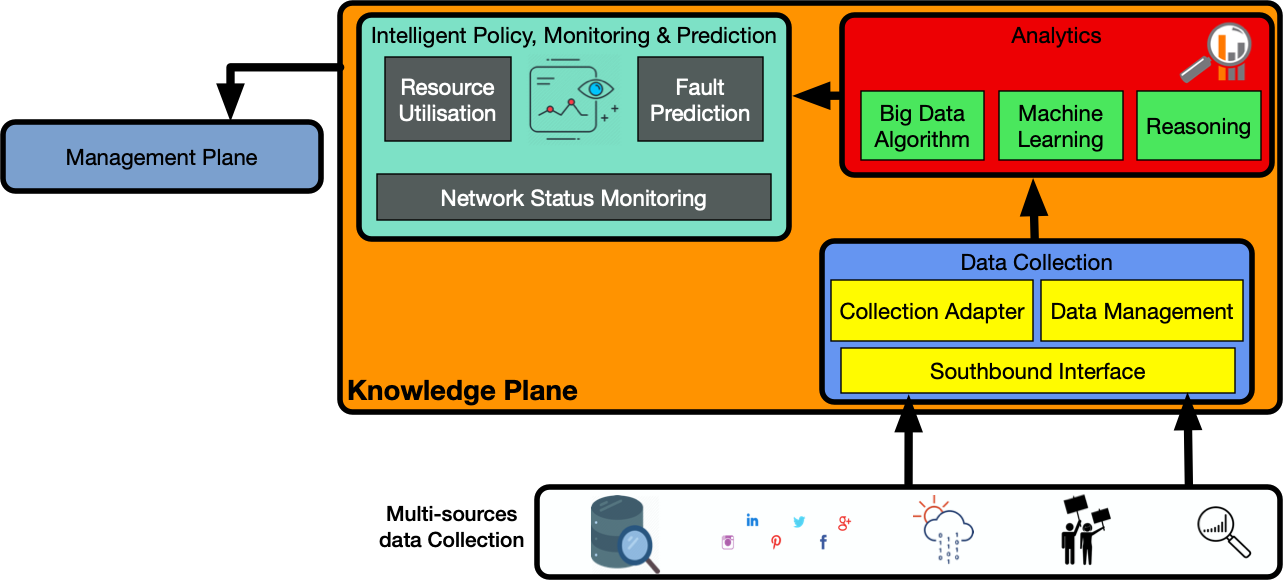 Intelligent Policy, Monitoring & Prediction
Resource
Utilisation
Fault
Prediction
Network Status Monitoring
Analytics
Big Data
Algorithm
Machine
Learning
Reasoning
Management Plane
Data Collection
Collection Adapter
Data Management
Southbound Interface
Knowledge Plane
Multi-sources
data Collection
in
g+
f